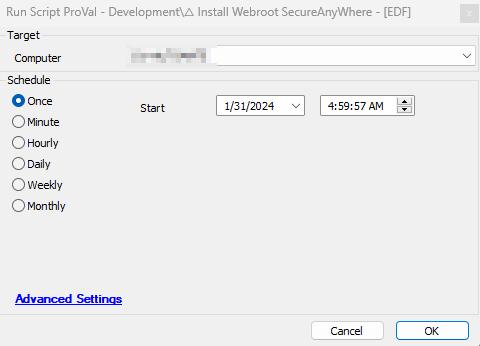 Run Script ProVal - Development\△ Install Webroot SecureAnyWhere - [EDF]
Target
Computer
Schedule
Once
Start
1/31/2024
4:59:57 AM
Minute
Hourly
Daily
Weekly
Monthly
Advanced Settings
Cancel
OK